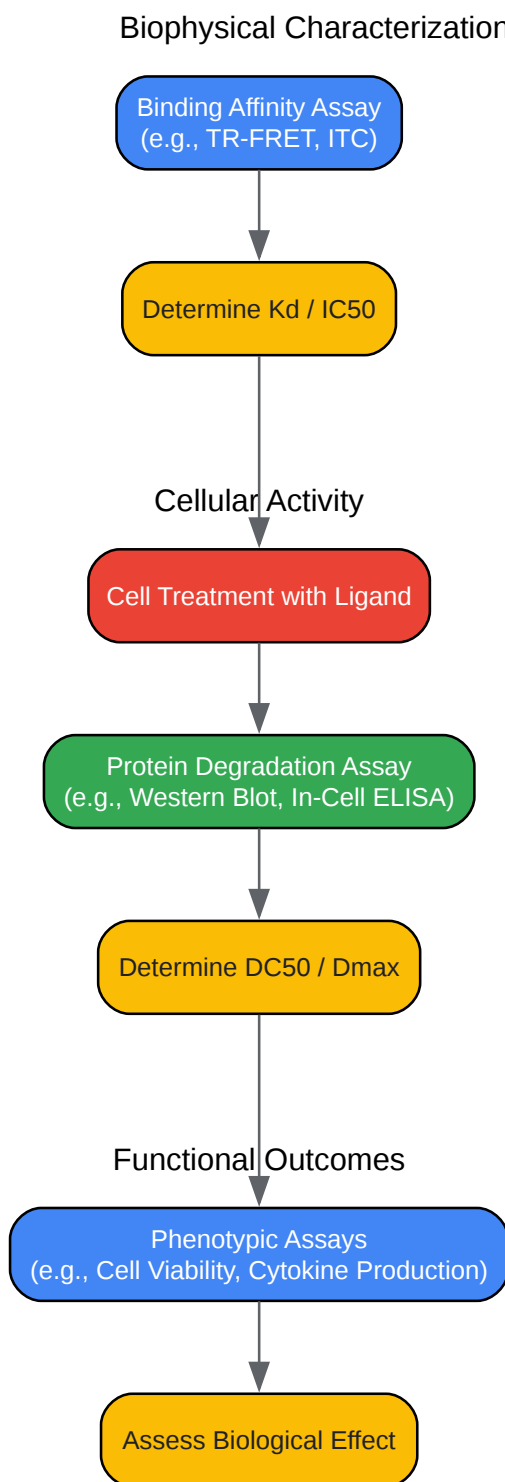 Biophysical Characterization
Binding Affinity Assay
(e.g., TR-FRET, ITC)
Determine Kd / IC50
Cellular Activity
Cell Treatment with Ligand
Protein Degradation Assay
(e.g., Western Blot, In-Cell ELISA)
Determine DC50 / Dmax
Functional Outcomes
Phenotypic Assays
(e.g., Cell Viability, Cytokine Production)
Assess Biological Effect